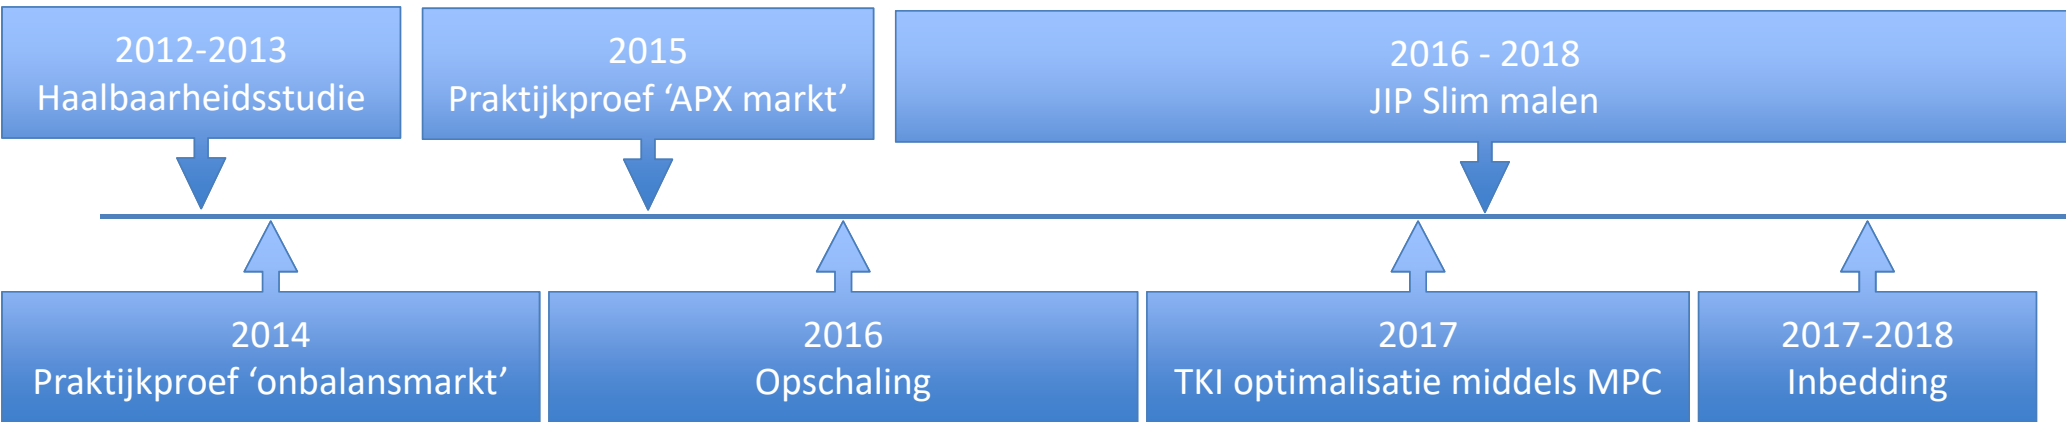 2012-2013
Haalbaarheidsstudie
2015
Praktijkproef ‘APX markt’
2016 - 2018
JIP Slim malen
2014
Praktijkproef ‘onbalansmarkt’
2016
Opschaling
2017
TKI optimalisatie middels MPC
2017-2018
Inbedding